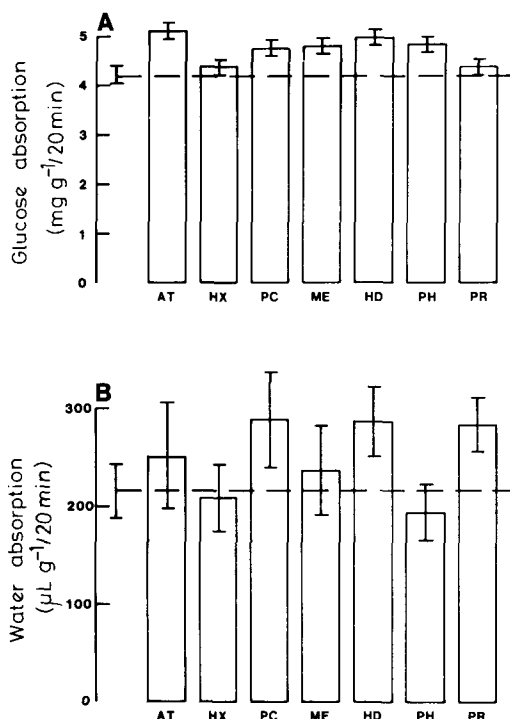 A
Glucose absorption
(mg g⁻¹/20 min)
5
4
3
2
1
0
AT HX PC ME HD PH PR
B
Water absorption
(µL g⁻¹/20 min)
300
200
100
0
AT HX PC ME HD PH PR